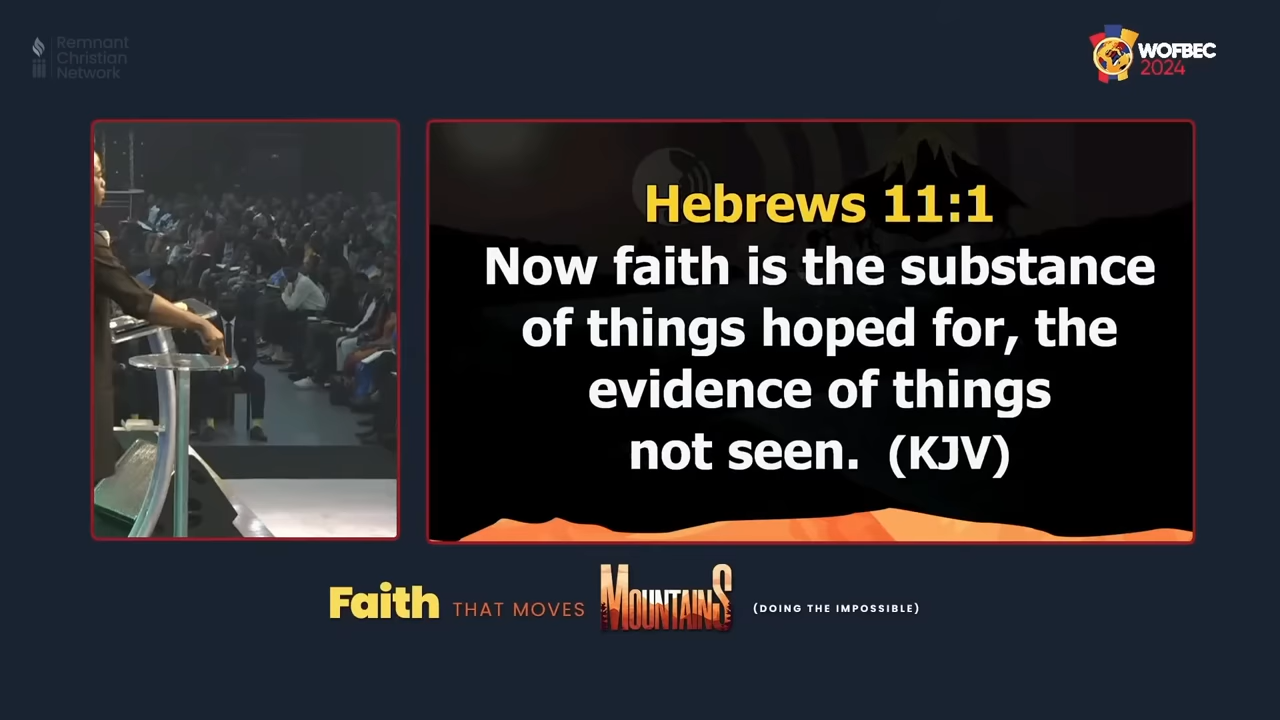 Remnant
Christian
Network
WOFBEC
2024
Hebrews 11:1
Now faith is the substance
of things hoped for, the
evidence of things
not seen. (KJV)
Faith THAT MOVES MOUNTAINS (DOING THE IMPOSSIBLE)